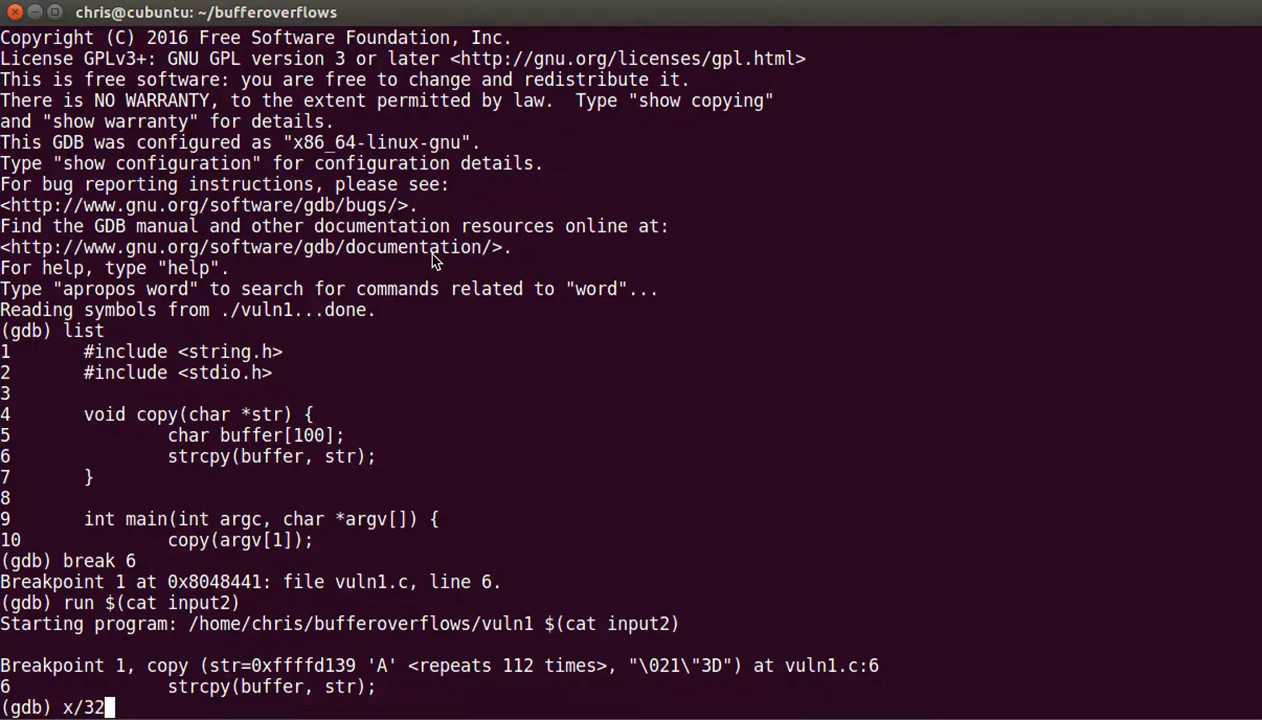 chris@cubuntu: ~/bufferoverflows
Copyright (C) 2016 Free Software Foundation, Inc.
License GPLv3+: GNU GPL version 3 or later <http://gnu.org/licenses/gpl.html>
This is free software: you are free to change and redistribute it.
There is NO WARRANTY, to the extent permitted by law.  Type "show copying"
and "show warranty" for details.
This GDB was configured as "x86_64-linux-gnu".
Type "show configuration" for configuration details.
For bug reporting instructions, please see:
<http://www.gnu.org/software/gdb/bugs/>.
Find the GDB manual and other documentation resources online at:
<http://www.gnu.org/software/gdb/documentation/>.
For help, type "help".
Type "apropos word" to search for commands related to "word"...
Reading symbols from ./vuln1...done.
(gdb) list
1       #include <string.h>
2       #include <stdio.h>
3
4       void copy(char *str) {
5               char buffer[100];
6               strcpy(buffer, str);
7       }
8
9       int main(int argc, char *argv[]) {
10              copy(argv[1]);
(gdb) break 6
Breakpoint 1 at 0x8048441: file vuln1.c, line 6.
(gdb) run $(cat input2)
Starting program: /home/chris/bufferoverflows/vuln1 $(cat input2)

Breakpoint 1, copy (str=0xffffd139 'A' <repeats 112 times>, "\021\"3D") at vuln1.c:6
6               strcpy(buffer, str);
(gdb) x/32